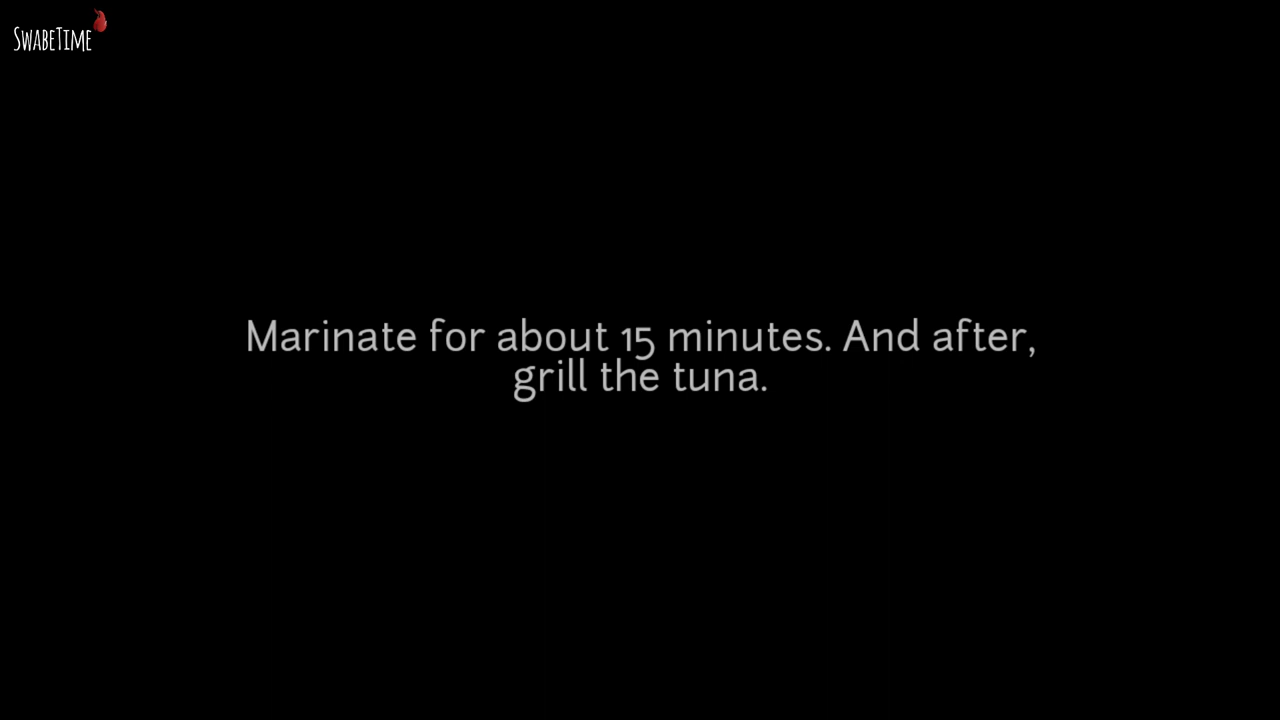 SwabeTime
Marinate for about 15 minutes. And after,
grill the tuna.